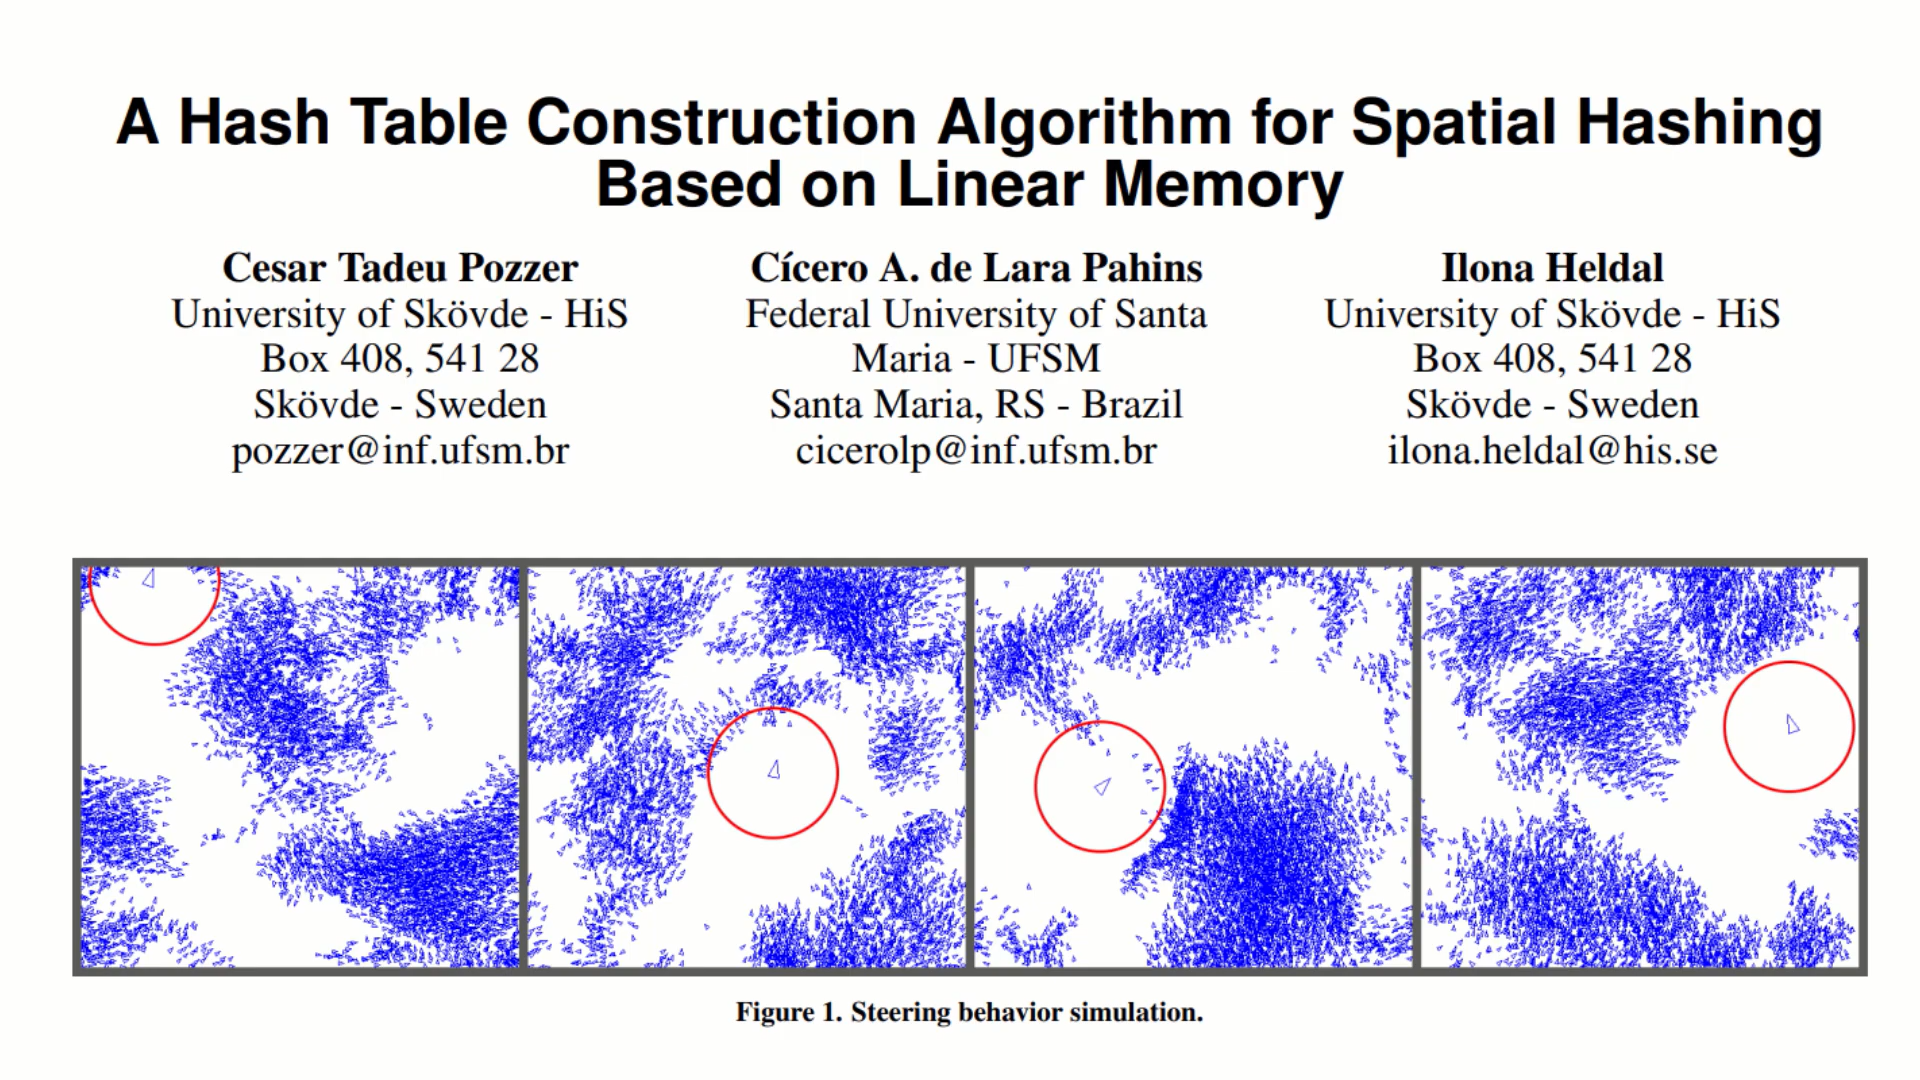 A Hash Table Construction Algorithm for Spatial Hashing
Based on Linear Memory
Cesar Tadeu Pozzer
University of Skövde - HiS
Box 408, 541 28
Skövde - Sweden
pozzer@inf.ufsm.br
Cícero A. de Lara Pahins
Federal University of Santa
Maria - UFSM
Santa Maria, RS - Brazil
cicerolp@inf.ufsm.br
Ilona Heldal
University of Skövde - HiS
Box 408, 541 28
Skövde - Sweden
ilona.heldal@his.se
Figure 1. Steering behavior simulation.